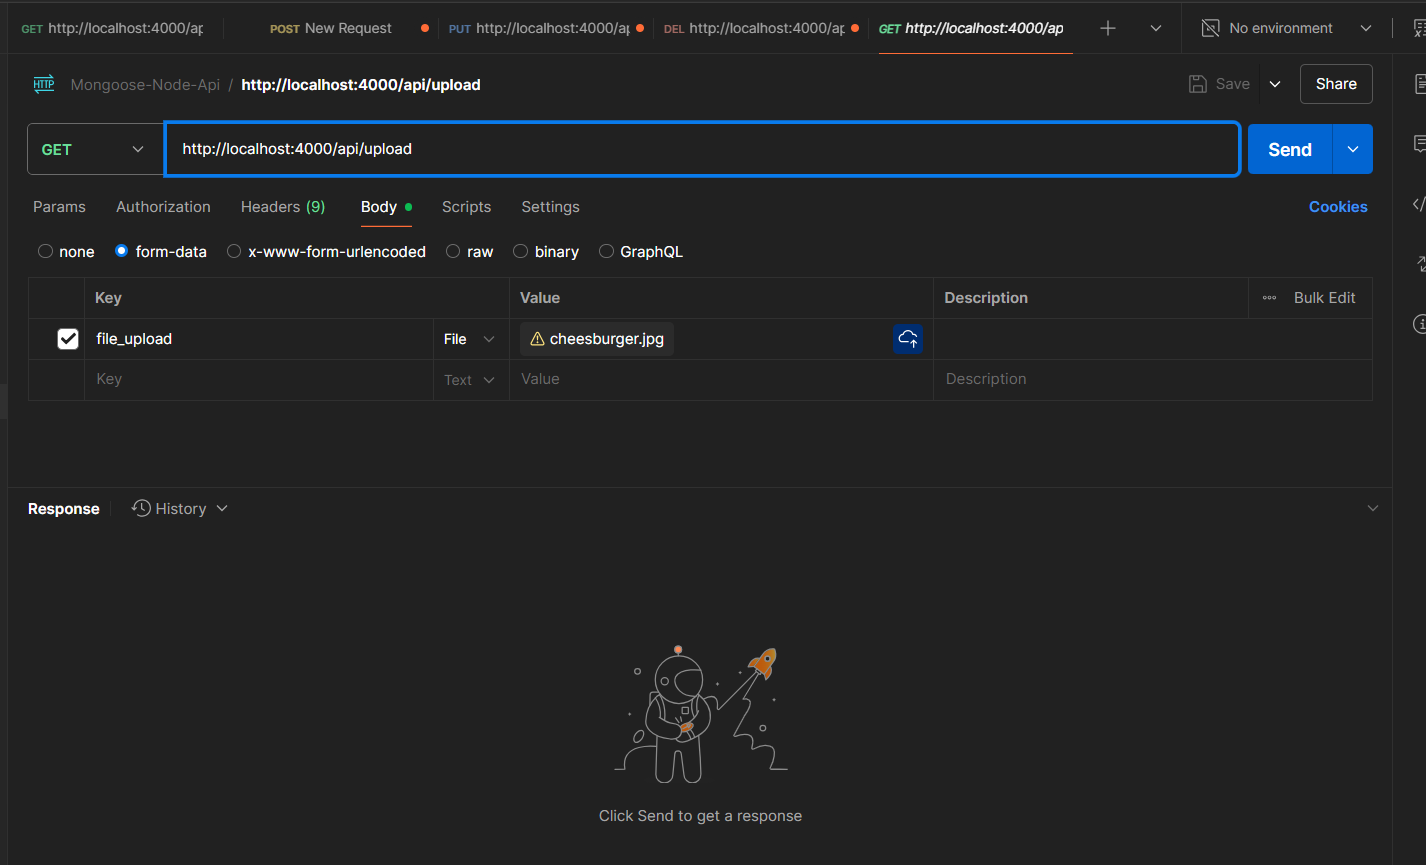 GET http://localhost:4000/ap POST New Request PUT http://localhost:4000/ap DEL http://localhost:4000/ap GET http://localhost:4000/ap No environment
HTTP Mongoose-Node-Api / http://localhost:4000/api/upload Save Share
GET http://localhost:4000/api/upload Send
Params Authorization Headers (9) Body Scripts Settings Cookies
none form-data x-www-form-urlencoded raw binary GraphQL
Key Value Description Bulk Edit
file_upload File cheesburger.jpg
Key Text Value Description
Response History
Click Send to get a response